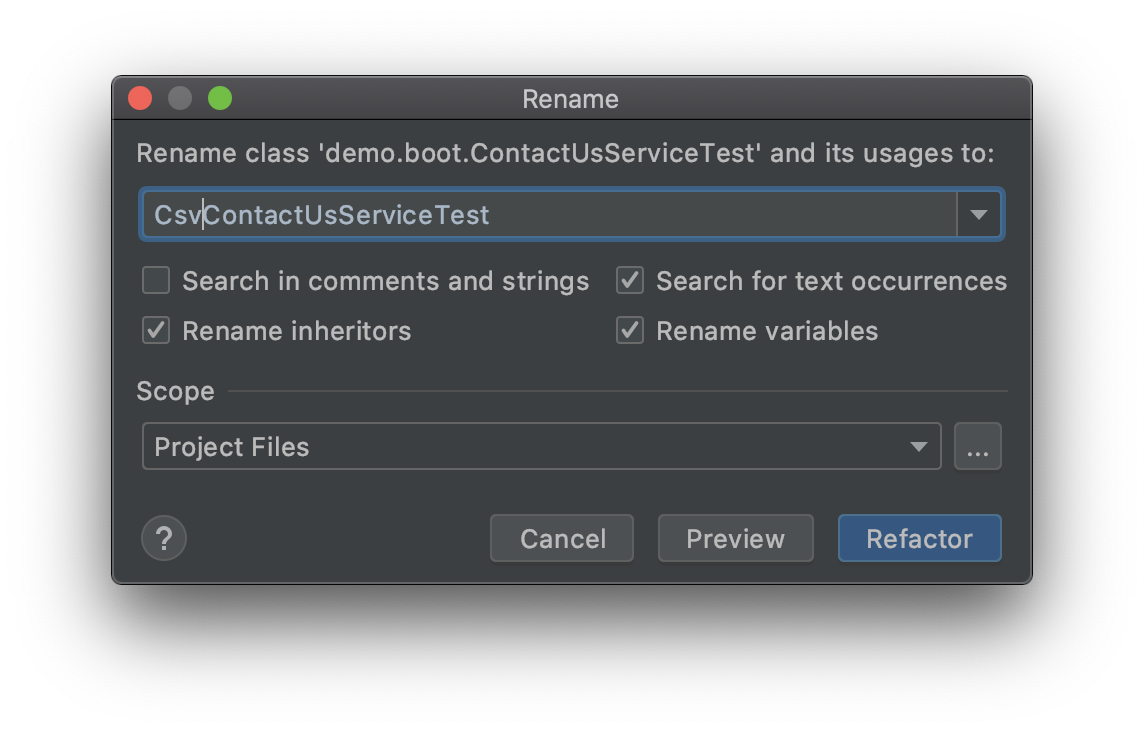 Rename
Rename class 'demo.boot.ContactUsServiceTest' and its usages to:
CsvContactUsServiceTest
Search in comments and strings
Search for text occurrences
Rename inheritors
Rename variables
Scope
Project Files
...
?
Cancel
Preview
Refactor